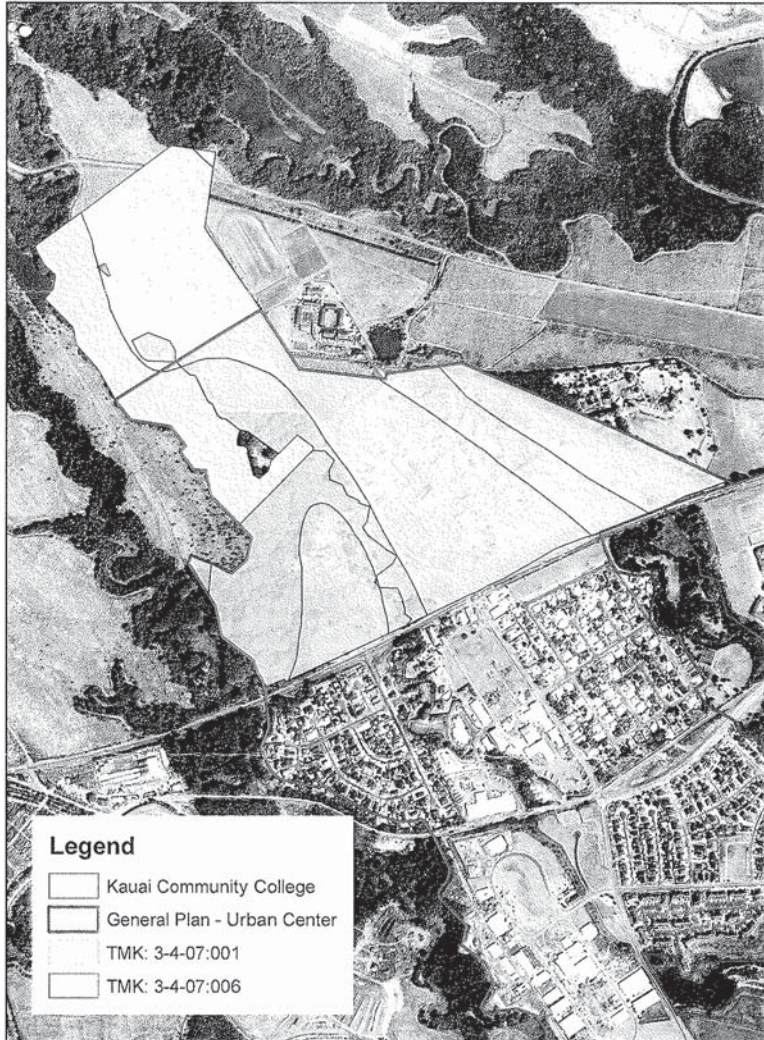 Legend
Kauai Community College
General Plan - Urban Center
TMK: 3-4-07:001
TMK: 3-4-07:006